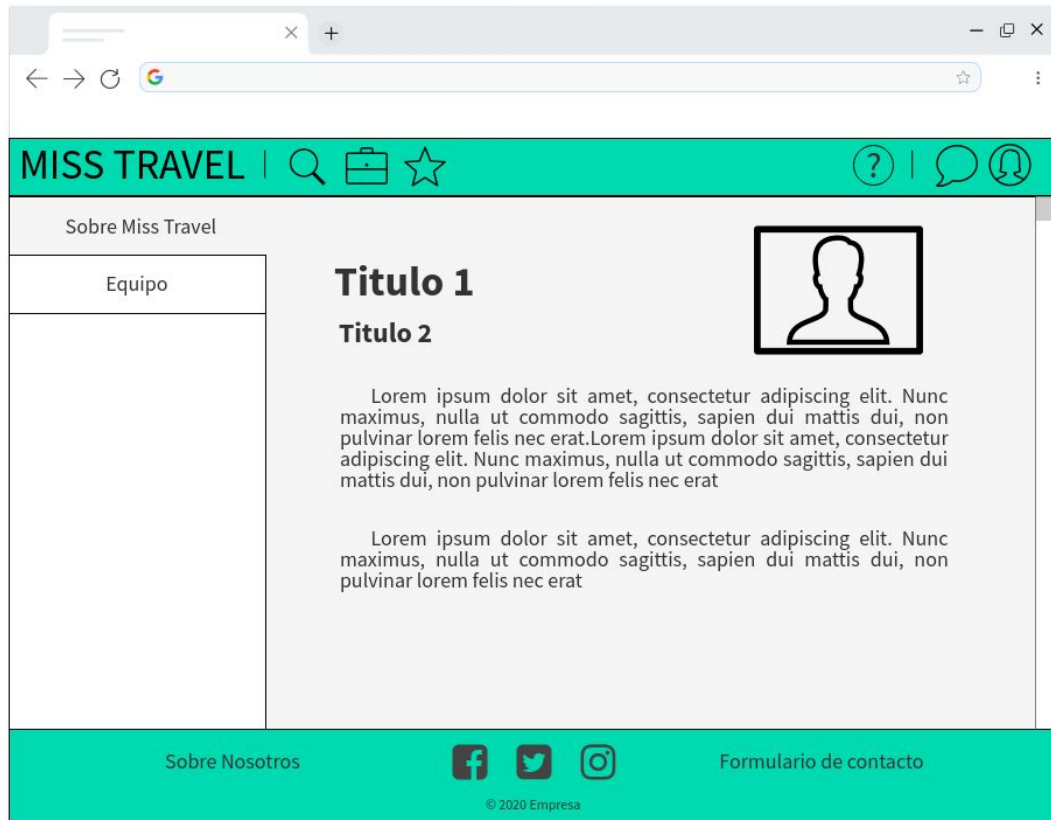 MISS TRAVEL
?
Sobre Miss Travel
Equipo
Titulo 1
Titulo 2
Lorem ipsum dolor sit amet, consectetur adipiscing elit. Nunc
maximus, nulla ut commodo sagittis, sapien dui mattis dui, non
pulvinar lorem felis nec erat.Lorem ipsum dolor sit amet, consectetur
adipiscing elit. Nunc maximus, nulla ut commodo sagittis, sapien dui
mattis dui, non pulvinar lorem felis nec erat
Lorem ipsum dolor sit amet, consectetur adipiscing elit. Nunc
maximus, nulla ut commodo sagittis, sapien dui mattis dui, non
pulvinar lorem felis nec erat
Sobre Nosotros
Formulario de contacto
© 2020 Empresa